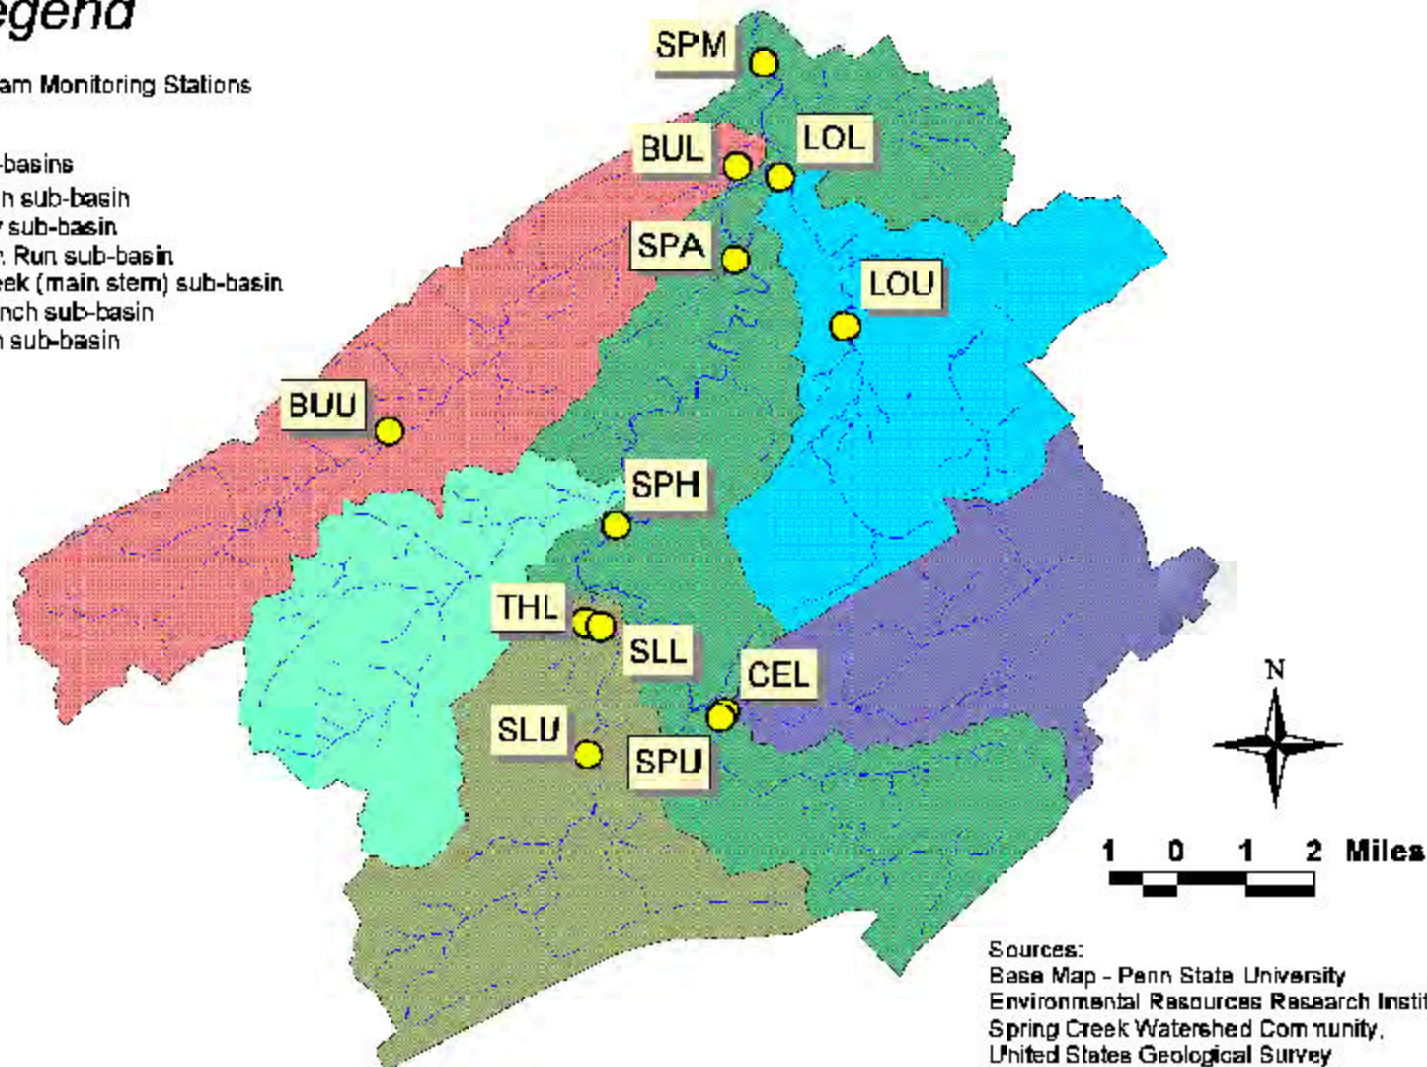 egend
am Monitoring Stations
-basins
n sub-basin
y sub-basin
. Run sub-basin
eek (main stem) sub-basin
nch sub-basin
n sub-basin
SPM
BUL
LOL
SPA
LOU
BUU
SPH
THL
SLL
CEL
SLU
SPU
N
1 0 1 2 Miles
Sources:
Base Map - Penn State University
Environmental Resources Research Instit
Spring Creek Watershed Community,
United States Geological Survey